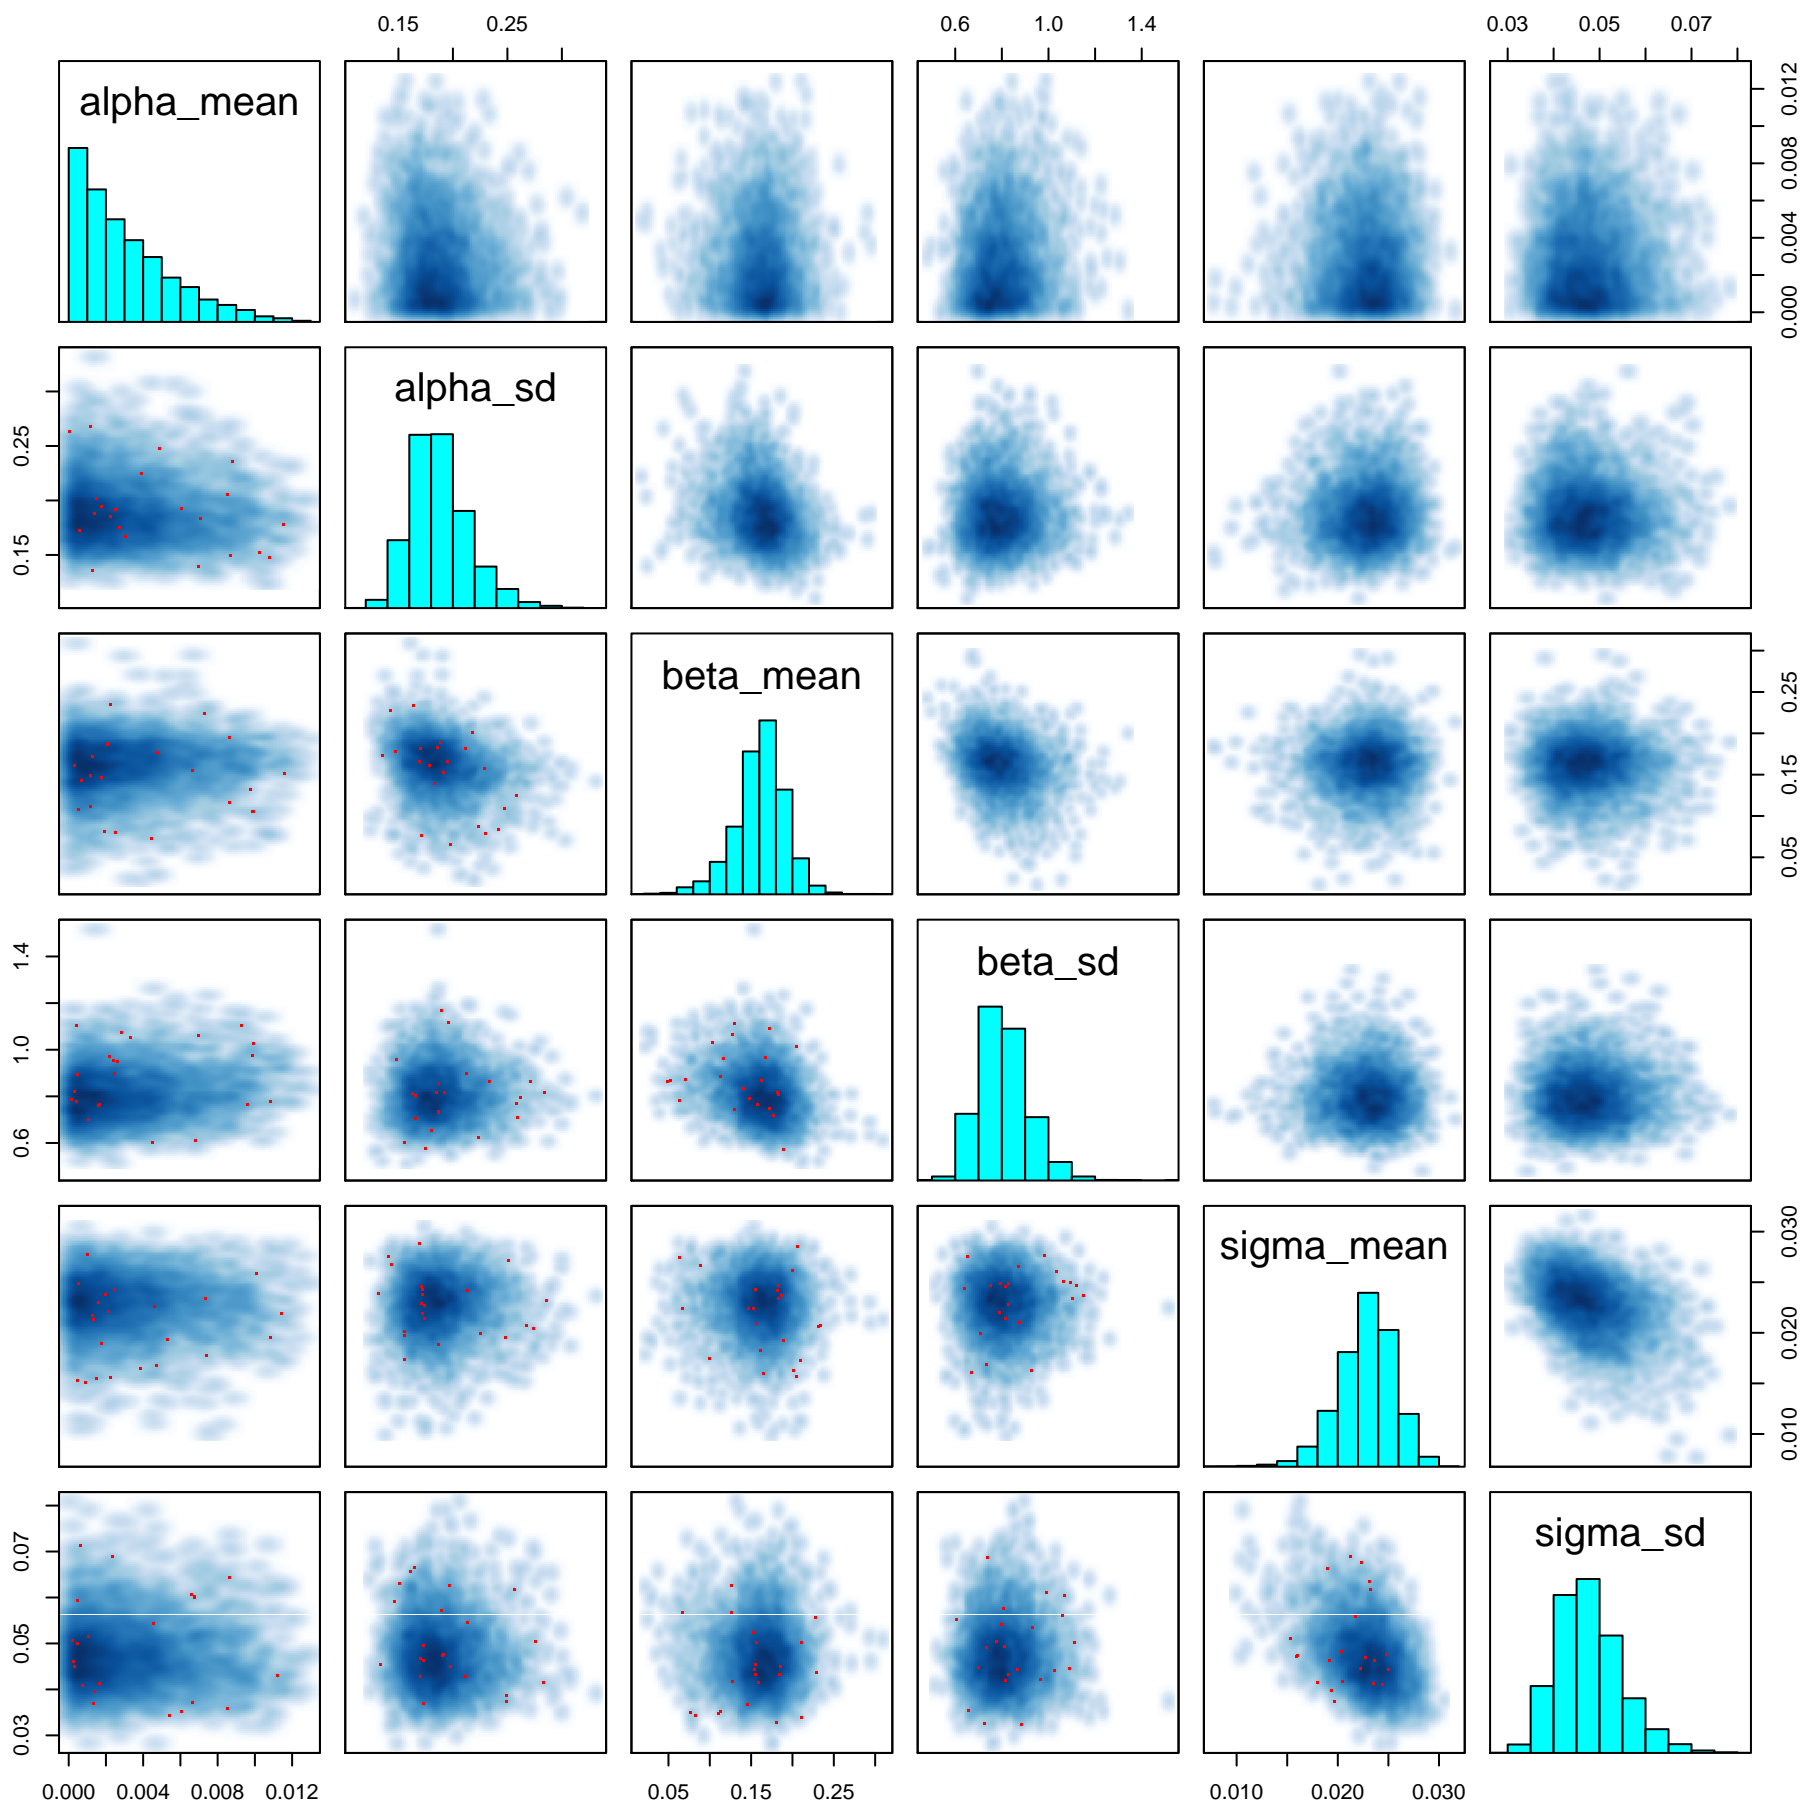 0.15 0.25 0.6 1.0 1.4 0.03 0.05 0.07
alpha_mean
0.000 0.004 0.008 0.012
alpha_sd
0.15 0.25
beta_mean
0.05 0.15 0.25
beta_sd
0.6 1.0 1.4
sigma_mean
0.010 0.020 0.030
sigma_sd
0.03 0.05 0.07
0.000 0.004 0.008 0.012 0.05 0.15 0.25 0.010 0.020 0.030